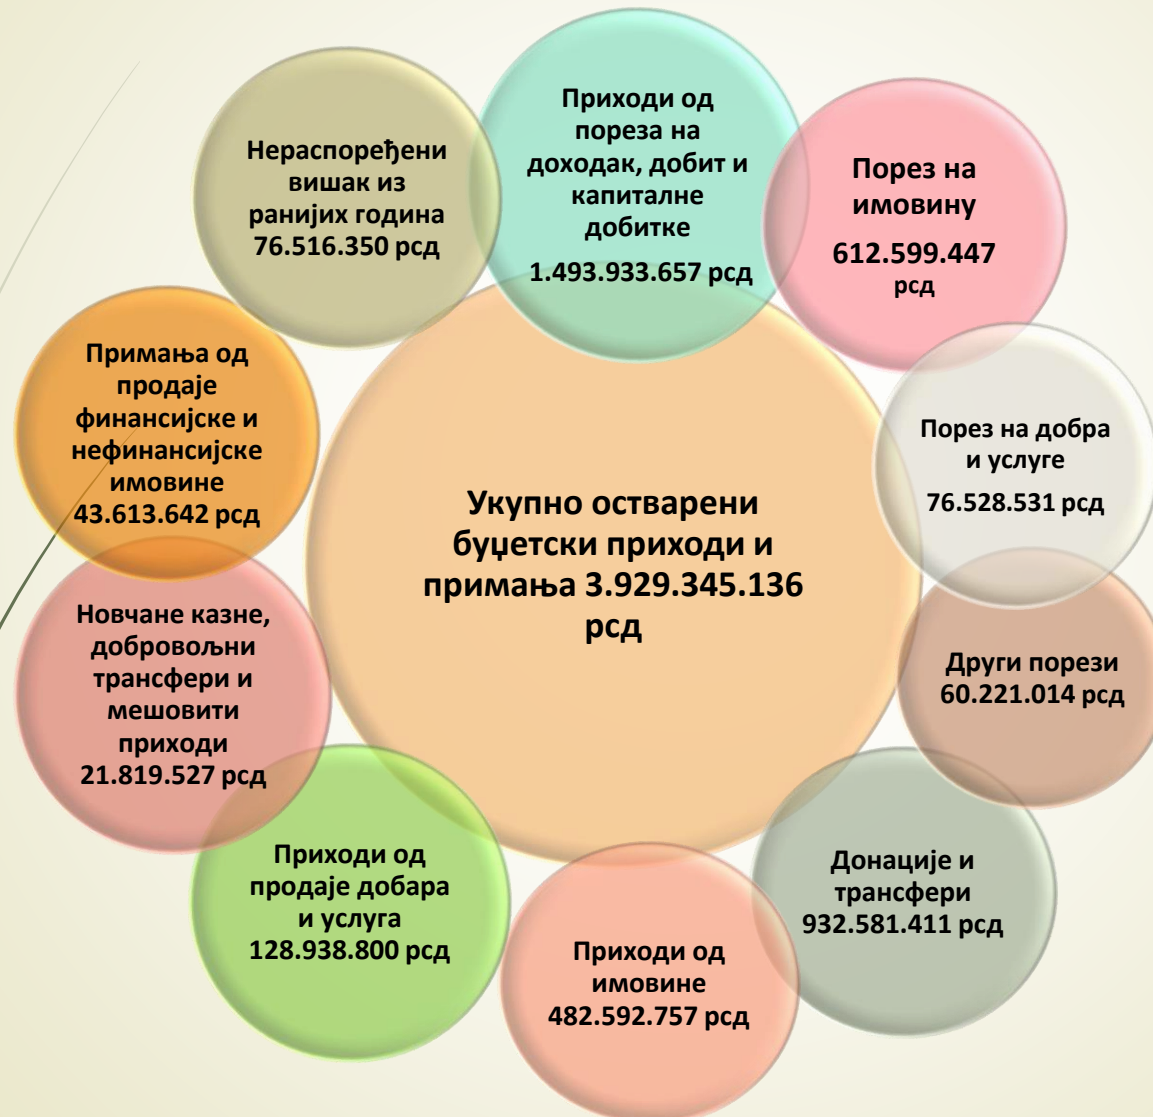 Приходи од
пореза на
доходак, добит и
капиталне
добитке
1.493.933.657 рсд
Порез на
имовину
612.599.447
рсд
Порез на добра
и услуге
76.528.531 рсд
Други порези
60.221.014 рсд
Донације и
трансфери
932.581.411 рсд
Приходи од
имовине
482.592.757 рсд
Приходи од
продаје добара
и услуга
128.938.800 рсд
Новчане казне,
добровољни
трансфери и
мешовити
приходи
21.819.527 рсд
Примања од
продаје
финансијске и
нефинансијске
имовине
43.613.642 рсд
Нераспоређени
вишак из
ранијих година
76.516.350 рсд
Укупно остварени
буџетски приходи и
примања 3.929.345.136
рсд